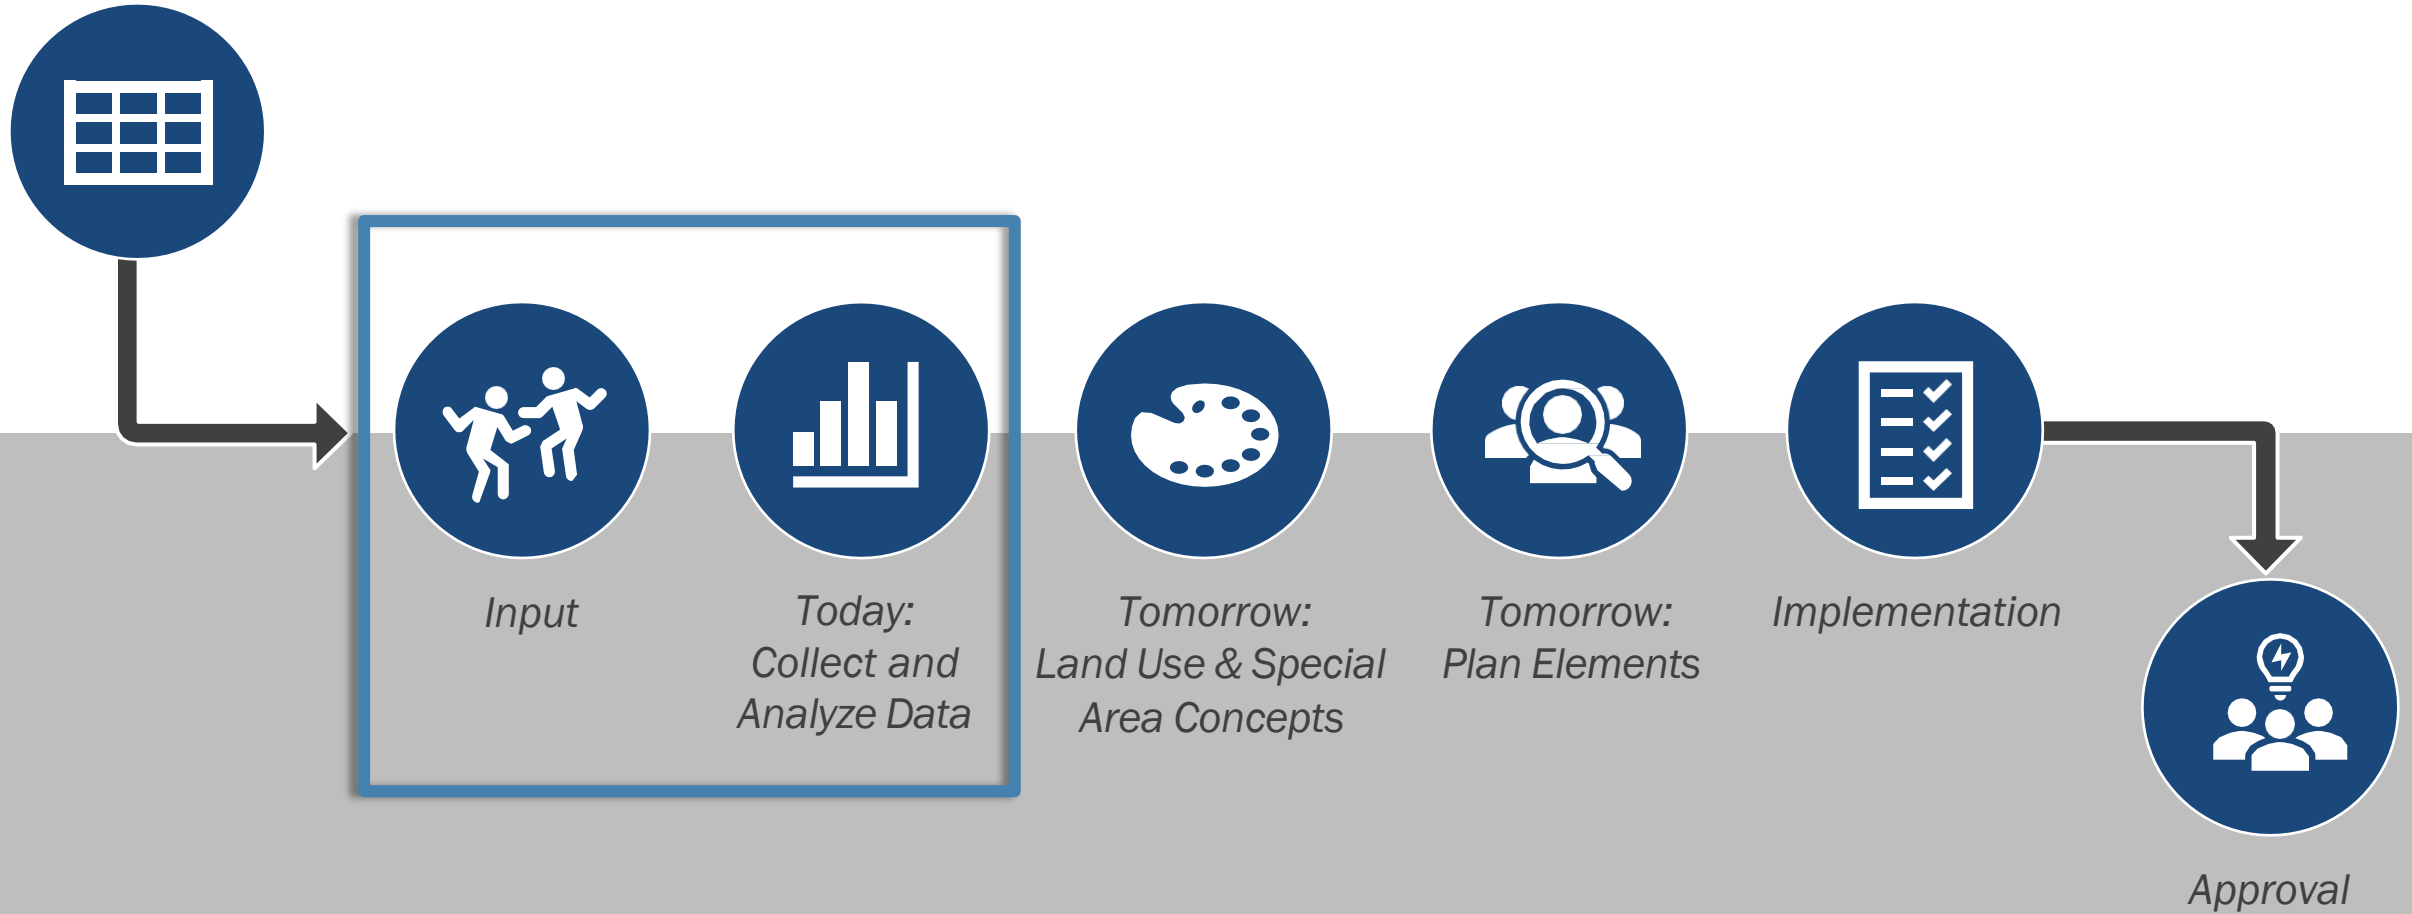 Input
Today:
Collect and
Analyze Data
Tomorrow:
Land Use & Special
Area Concepts
Tomorrow:
Plan Elements
Implementation
Approval